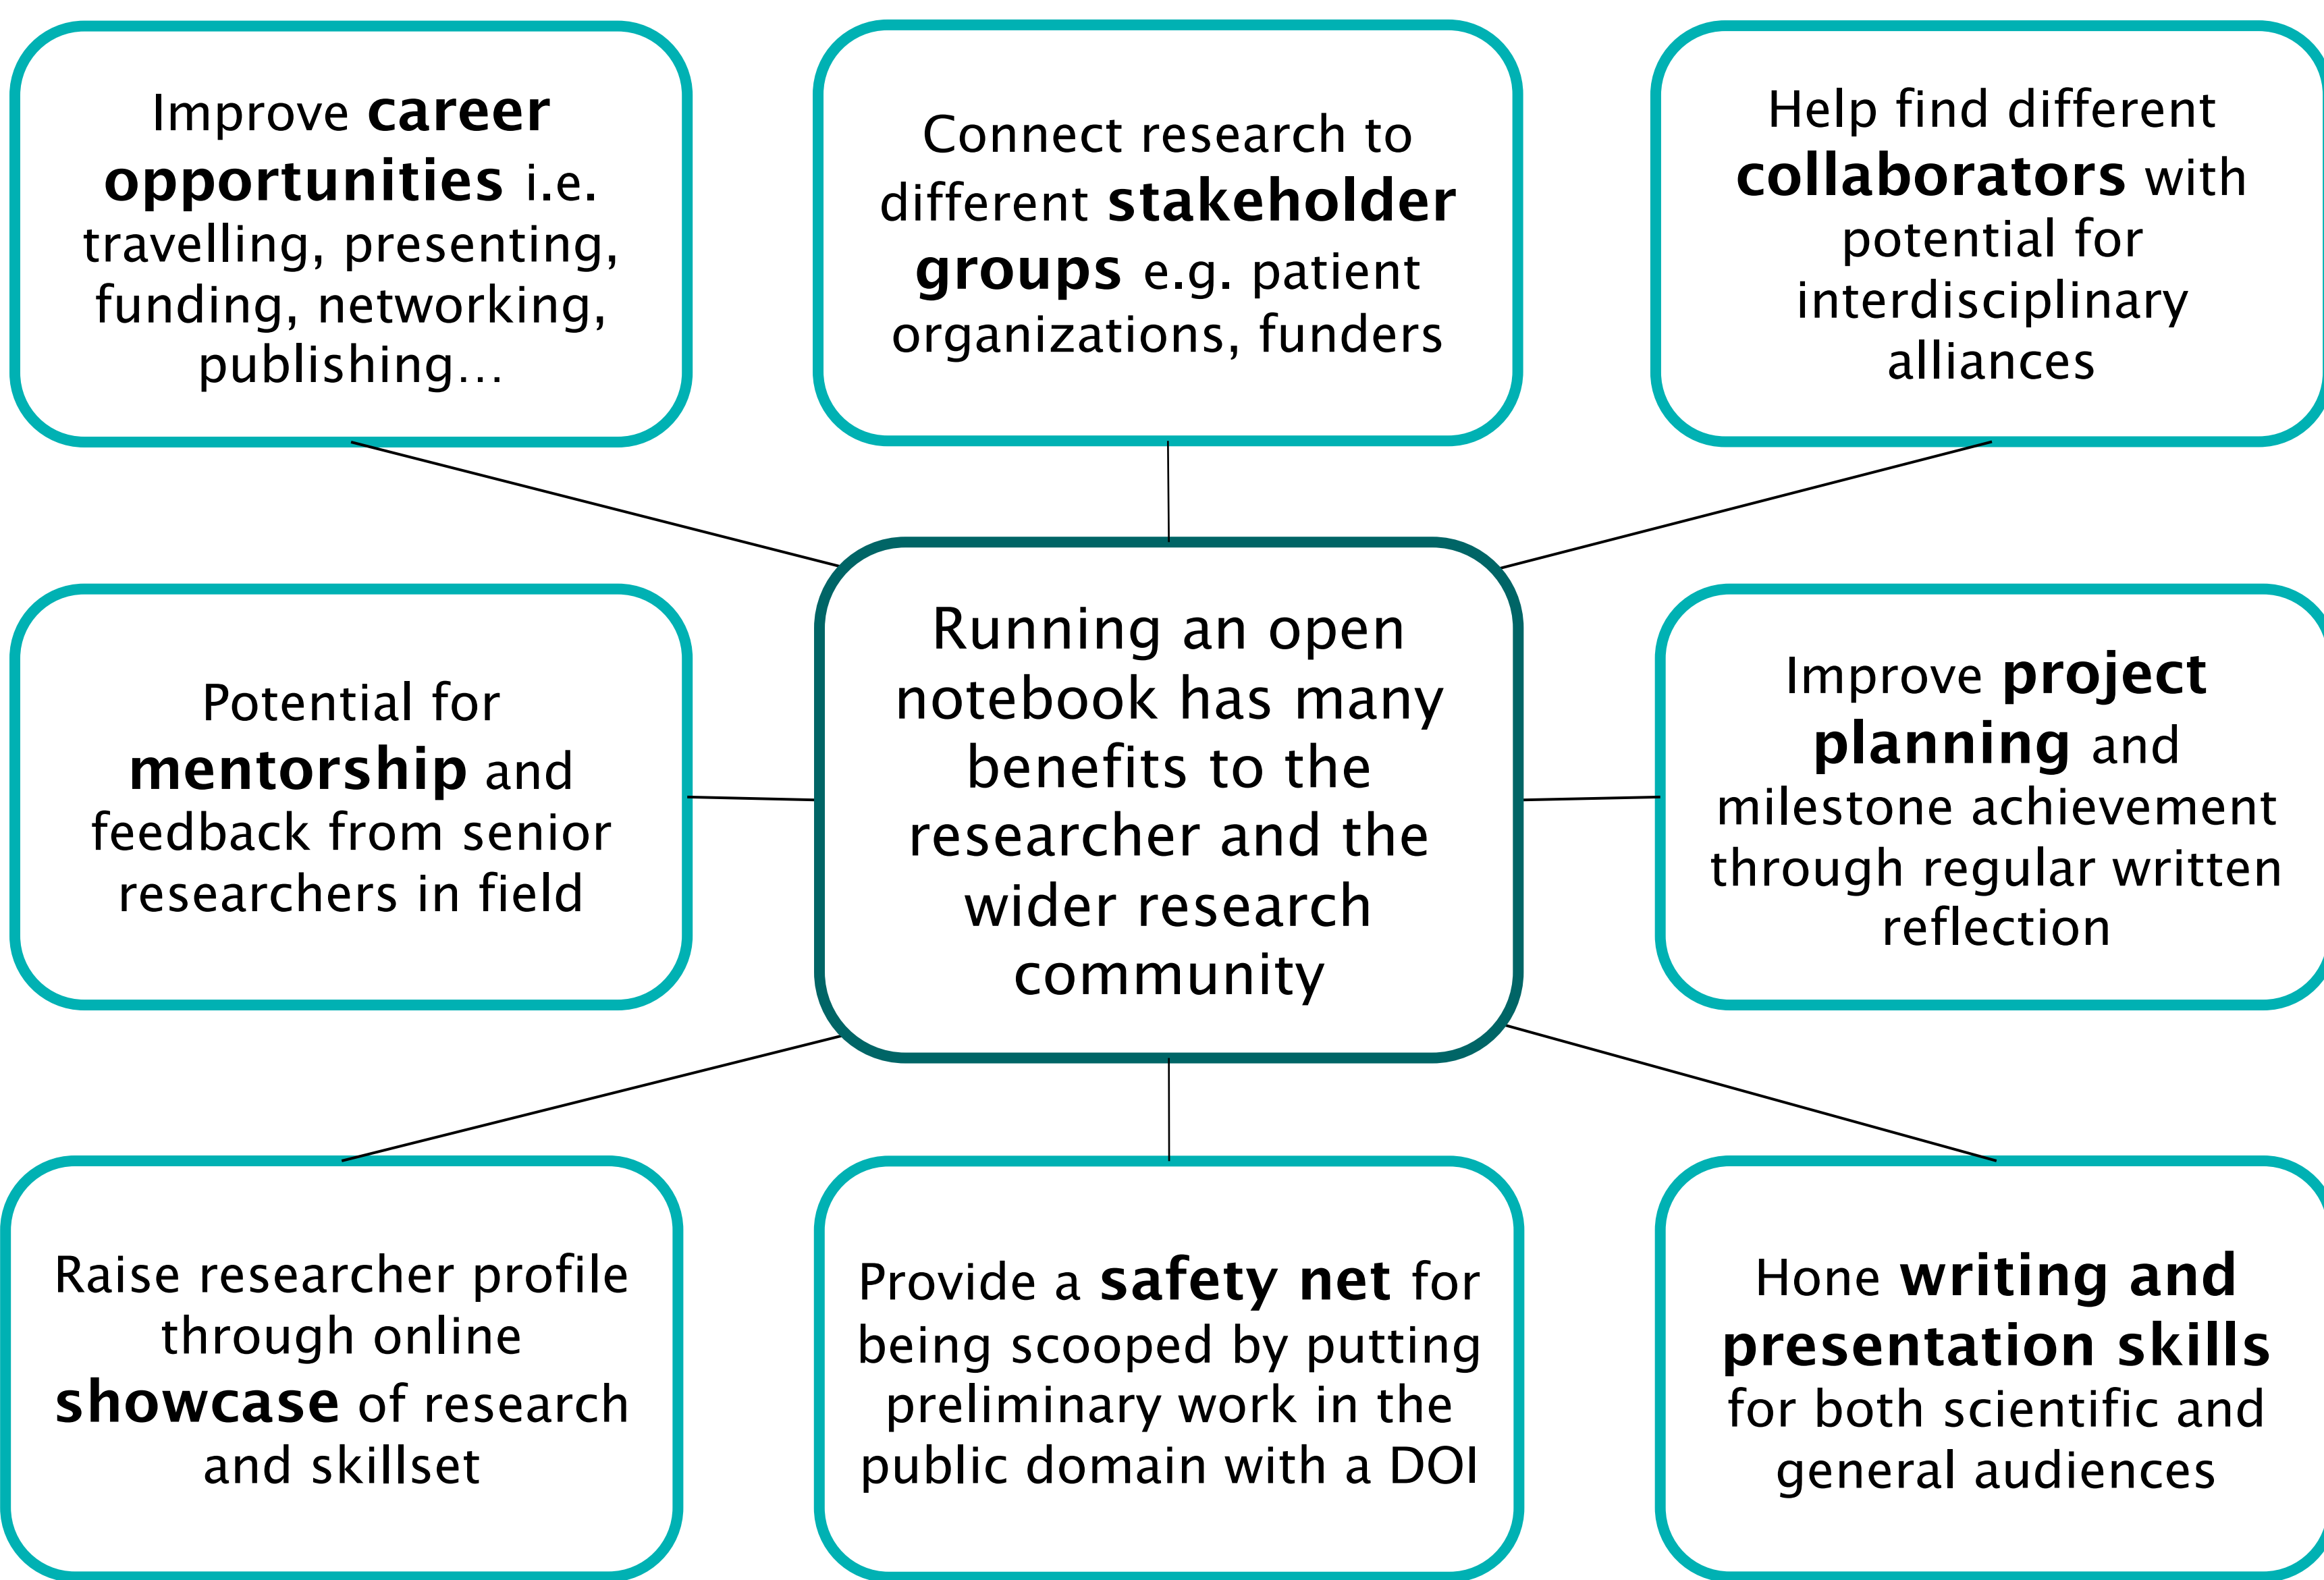 Improve career
opportunities i.e.
travelling, presenting,
funding, networking,
publishing…
Connect research to
different stakeholder
groups e.g. patient
organizations, funders
Help find different
collaborators with
potential for
interdisciplinary
alliances
Potential for
mentorship and
feedback from senior
researchers in field
Running an open
notebook has many
benefits to the
researcher and the
wider research
community
Improve project
planning and
milestone achievement
through regular written
reflection
Raise researcher profile
through online
showcase of research
and skillset
Provide a safety net for
being scooped by putting
preliminary work in the
public domain with a DOI
Hone writing and
presentation skills
for both scientific and
general audiences